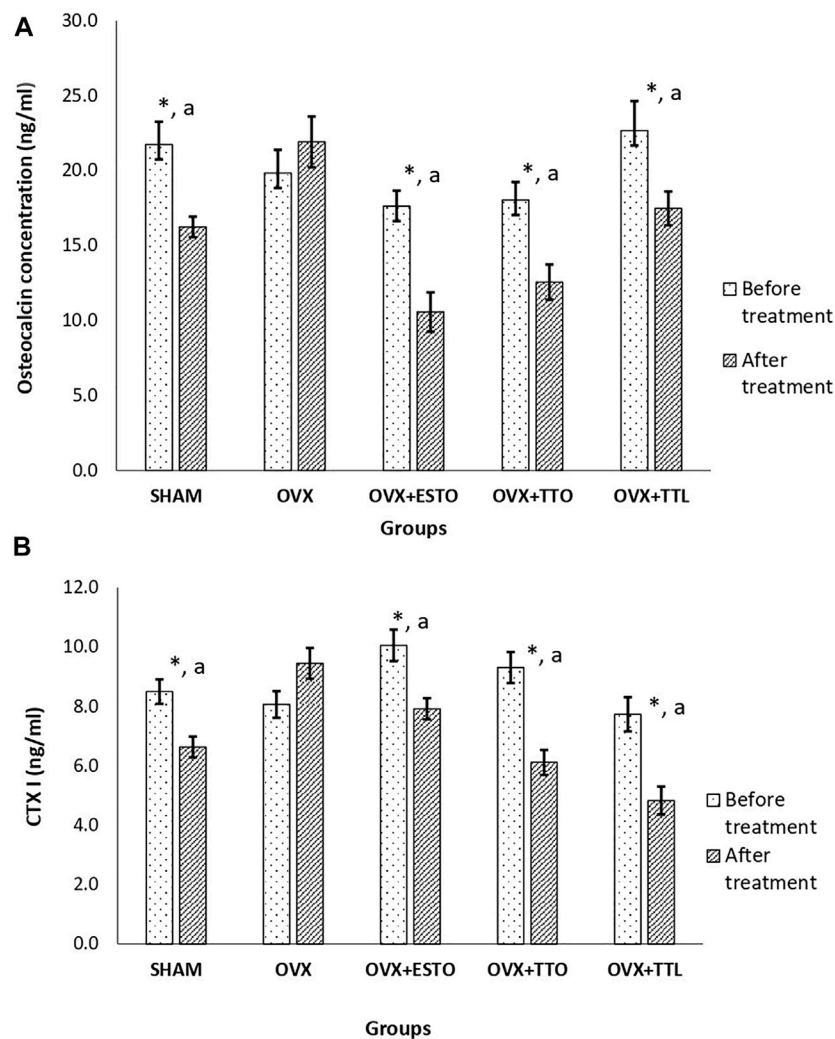 A
Osteocalcin concentration (ng/ml)
30.0
25.0
20.0
15.0
10.0
5.0
0.0
*, a
*, a
*, a
*, a
SHAM
OVX
OVX+ESTO
OVX+TTO
OVX+TTL
Groups
Before
treatment
After
treatment
B
CTX I (ng/ml)
12.0
10.0
8.0
6.0
4.0
2.0
0.0
*, a
*, a
*, a
*, a
SHAM
OVX
OVX+ESTO
OVX+TTO
OVX+TTL
Groups
Before
treatment
After
treatment